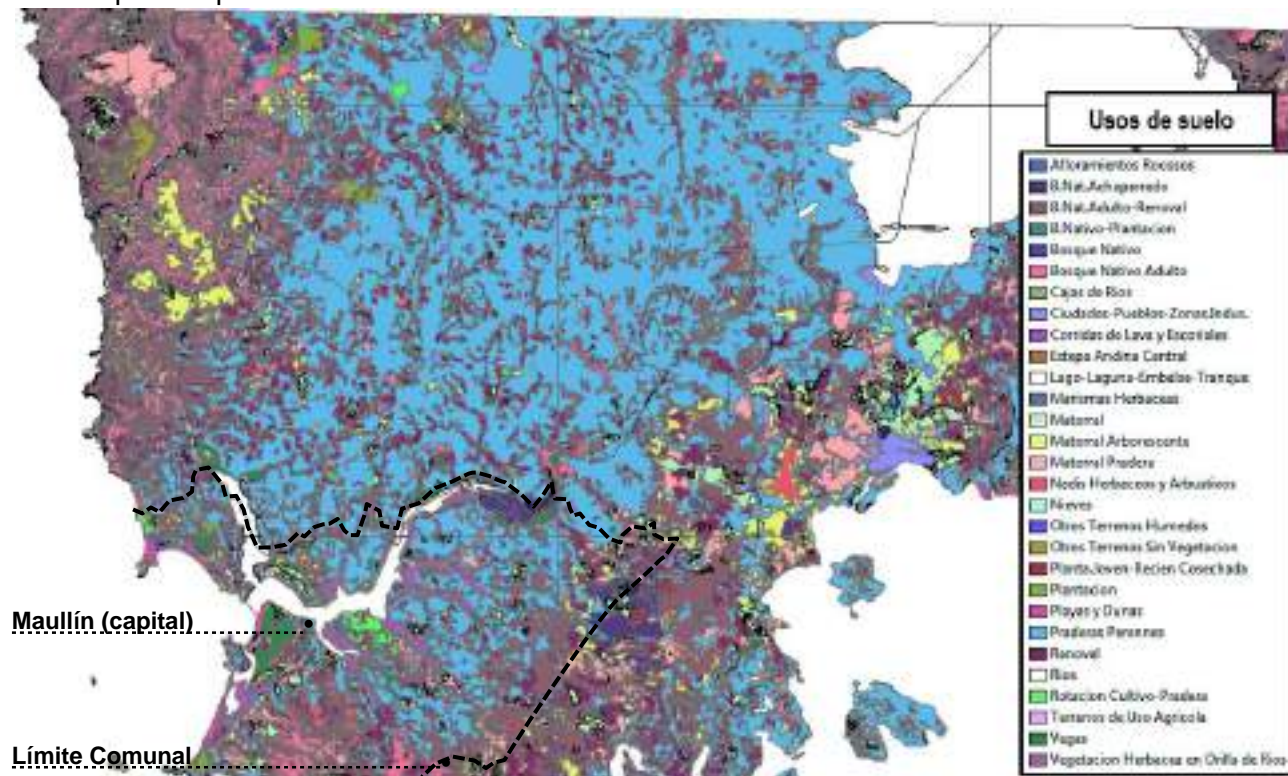 Usos de suelo
Afloramientos Rocosos
B.Nat.Achaparrado
B.Nat.Adulto-Renoval
B.Nativo-Plantacion
Bosque Nativo
Bosque Nativo Adulto
Cajas de Rios
Ciudades-Pueblos-Zonas.Indus.
Corridas de Lava y Escoriales
Estepa Andina Central
Lago-Laguna-Embalse-Tranque
Marismas Herbaceas
Matorral
Matorral Arborescente
Matorral Pradera
Herbaceos y Arbustivos
Nieves
Otros Terrenos Humedos
Otros Terrenos Sin Vegetacion
Planta.Joven-Recien Cosechada
Plantacion
Playas y Dunas
Praderas Perennes
Renoval
Rios
Rotacion Cultivo-Pradera
Terrenos de Uso Agricola
Vegas
Vegetacion Herbacea en Orilla de Rios
Maullín (capital)
Límite Comunal